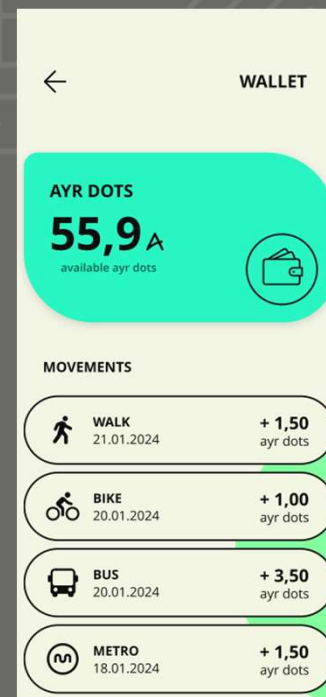 WALLET
AYR DOTS
55,9 A
available ayr dots
MOVEMENTS
WALK
21.01.2024
+ 1,50
ayr dots
BIKE
20.01.2024
+ 1,00
ayr dots
BUS
20.01.2024
+ 3,50
ayr dots
METRO
18.01.2024
+ 1,50
ayr dots